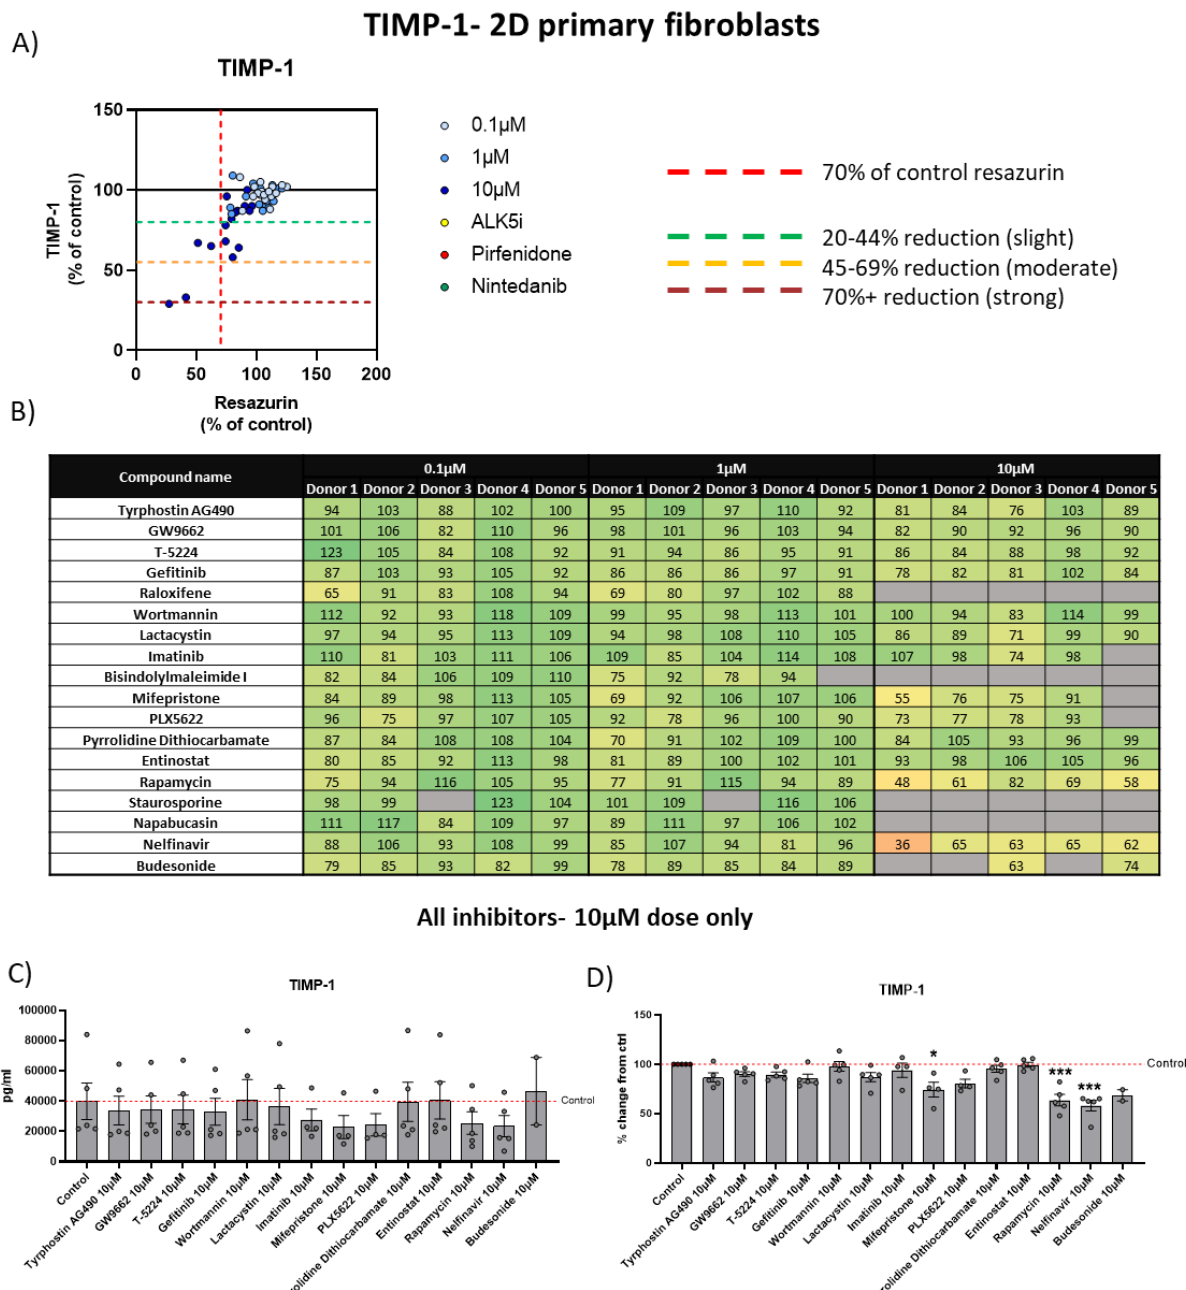 TIMP-1- 2D primary fibroblasts
A)
TIMP-1
150
100
50
0
TIMP-1
(% of control)
0 50 100 150 200
Resazurin
(% of control)
0.1µM
1µM
10µM
ALK5i
Pirfenidone
Nintedanib
70% of control resazurin
20-44% reduction (slight)
45-69% reduction (moderate)
70%+ reduction (strong)
B)
Compound name 0.1µM 1µM 10µM
Donor 1 Donor 2 Donor 3 Donor 4 Donor 5 Donor 1 Donor 2 Donor 3 Donor 4 Donor 5 Donor 1 Donor 2 Donor 3 Donor 4 Donor 5
Tyrphostin AG490 94 103 88 102 100 95 109 97 110 92 81 84 76 103 89
GW9662 101 106 82 110 96 98 101 96 103 94 82 90 92 96 90
T-5224 123 105 84 108 92 91 94 86 95 91 86 84 88 98 92
Gefitinib 87 103 93 105 92 86 86 86 97 91 78 82 81 102 84
Raloxifene 65 91 83 108 94 69 80 97 102 88
Wortmannin 112 92 93 118 109 99 95 98 113 101 100 94 83 114 99
Lactacystin 97 94 95 113 109 94 98 108 110 105 86 89 71 99 90
Imatinib 110 81 103 111 106 109 85 104 114 108 107 98 74 98
Bisindolylmaleimide I 82 84 106 109 110 75 92 78 94
Mifepristone 84 89 98 113 105 69 92 106 107 106 55 76 75 91
PLX5622 96 75 97 107 105 92 78 96 100 90 73 77 78 93
Pyrrolidine Dithiocarbamate 87 84 108 108 104 70 91 102 109 100 84 105 93 96 99
Entinostat 80 85 92 113 98 81 89 100 102 101 93 98 106 105 96
Rapamycin 75 94 116 105 95 77 91 115 94 89 48 61 82 69 58
Staurosporine 98 99 123 104 101 109 116 106
Napabucasin 111 117 84 109 97 89 111 97 106 102
Nelfinavir 88 106 93 108 99 85 107 94 81 96 36 65 63 65 62
Budesonide 79 85 93 82 99 78 89 85 84 89 63 74
All inhibitors- 10µM dose only
C)
TIMP-1
100000
80000
60000
40000
20000
0
pg/ml
Control
Control
Tyrphostin AG490 10µM
GW9662 10µM
T-5224 10µM
Gefitinib 10µM
Wortmannin 10µM
Lactacystin 10µM
Imatinib 10µM
Mifepristone 10µM
PLX5622 10µM
rolidine Dithiocarbamate 10µM
Entinostat 10µM
Rapamycin 10µM
Nelfinavir 10µM
Budesonide 10µM
D)
TIMP-1
150
100
50
0
% change from ctrl
*
***
***
Control
Control
Tyrphostin AG490 10µM
GW9662 10µM
T-5224 10µM
Gefitinib 10µM
Wortmannin 10µM
Lactacystin 10µM
Imatinib 10µM
Mifepristone 10µM
PLX5622 10µM
rolidine Dithiocarbamate 10µM
Entinostat 10µM
Rapamycin 10µM
Nelfinavir 10µM
Budesonide 10µM